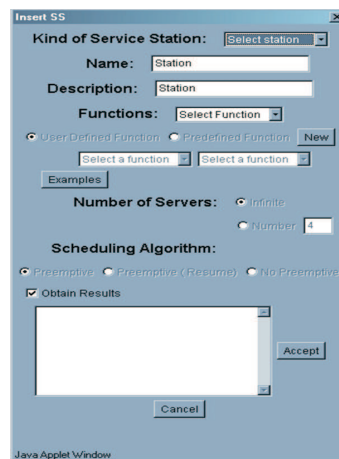 Insert SS
Kind of Service Station: Select station
Name: Station
Description: Station
Functions: Select Function
User Defined Function Predefined Function New
Select a function Select a function
Examples
Number of Servers: Infinite
Number 4
Scheduling Algorithm:
Preemptive Preemptive (Resume) No Preemptive
Obtain Results
Accept
Cancel
Java Applet Window